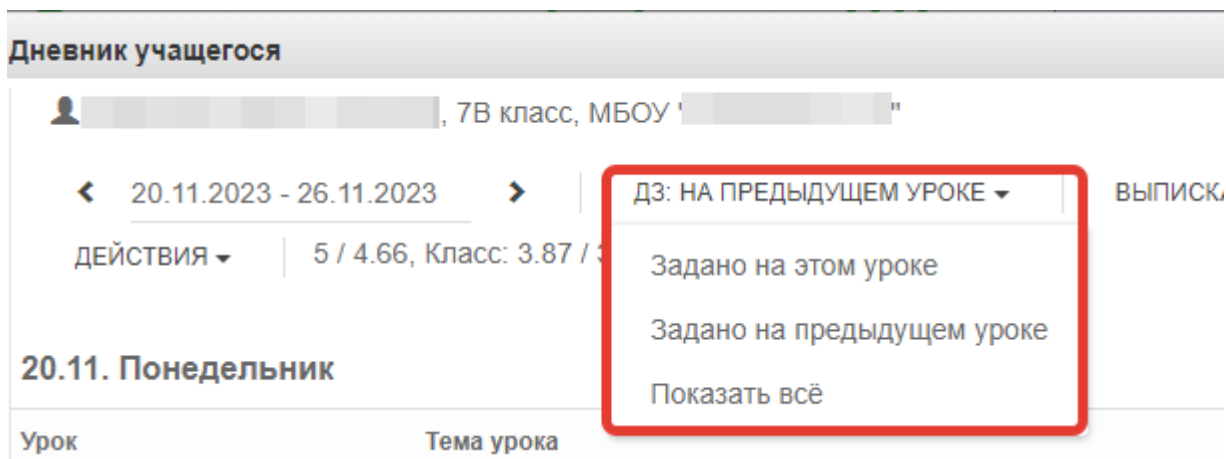 Дневник учащегося
, 7В класс, МБОУ ' "
20.11.2023 - 26.11.2023 ДЗ: НА ПРЕДЫДУЩЕМ УРОКЕ
ДЕЙСТВИЯ 5 / 4.66, Класс: 3.87 /
Задано на этом уроке
Задано на предыдущем уроке
Показать всё
20.11. Понедельник
Урок Тема урока